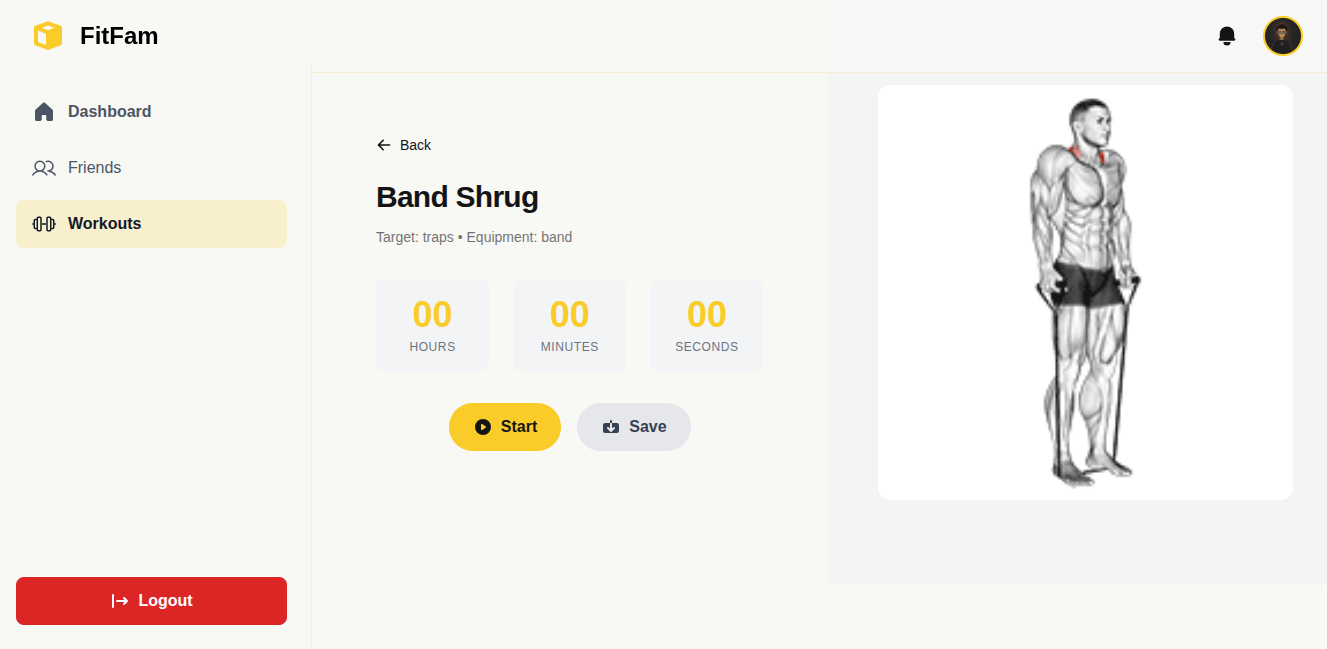 FitFam
Dashboard
Friends
Workouts
Back
Band Shrug
Target: traps • Equipment: band
00 00 00
HOURS MINUTES SECONDS
Start Save
Logout